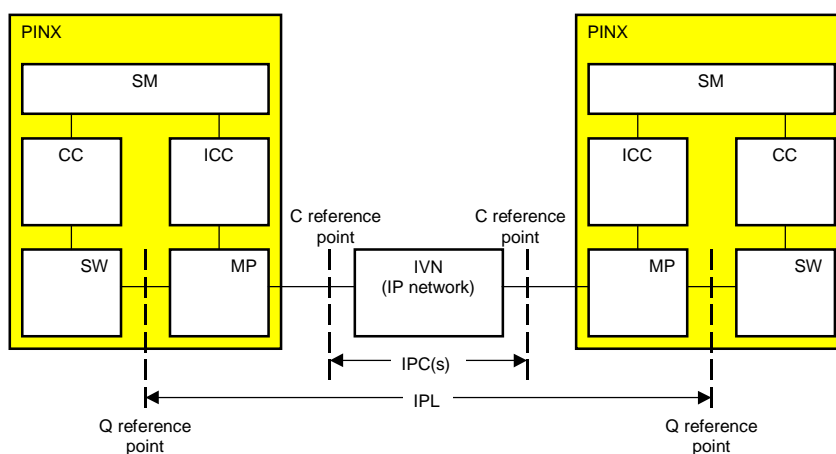 PINX
SM
CC
ICC
SW
MP
C reference
point
C reference
point
IVN
(IP network)
PINX
SM
ICC
CC
MP
SW
IPC(s)
IPL
Q reference
point
Q reference
point